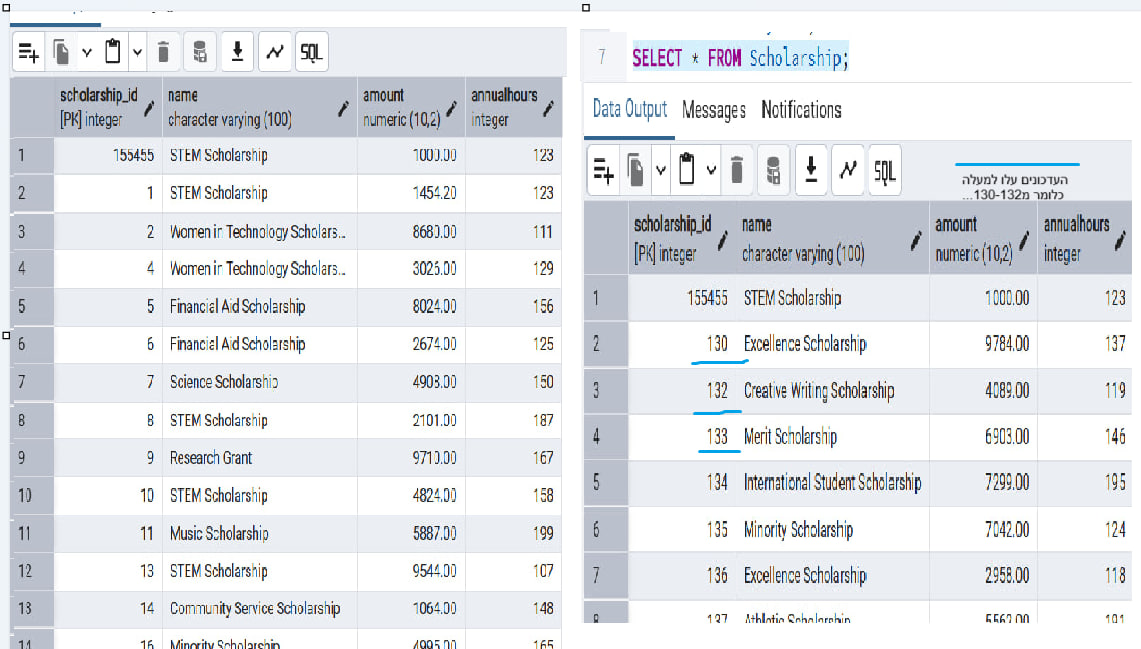 SQL
scholarship_id name amount annualhours
[PK] integer character varying (100) numeric (10,2) integer
1 155455 STEM Scholarship 1000.00 123
2 1 STEM Scholarship 1454.20 123
3 2 Women in Technology Scholars... 8680.00 111
4 4 Women in Technology Scholars... 3026.00 129
5 5 Financial Aid Scholarship 8024.00 156
6 6 Financial Aid Scholarship 2674.00 125
7 7 Science Scholarship 4908.00 150
8 8 STEM Scholarship 2101.00 187
9 9 Research Grant 9710.00 167
10 10 STEM Scholarship 4824.00 158
11 11 Music Scholarship 5887.00 199
12 13 STEM Scholarship 9544.00 107
13 14 Community Service Scholarship 1064.00 148
14 16 Minority Scholarship 4995.00 165
7 SELECT * FROM Scholarship;
Data Output Messages Notifications
SQL
העדכונים עלו למעלה
כלומר מ130-132...
scholarship_id name amount annualhours
[PK] integer character varying (100) numeric (10,2) integer
1 155455 STEM Scholarship 1000.00 123
2 130 Excellence Scholarship 9784.00 137
3 132 Creative Writing Scholarship 4089.00 119
4 133 Merit Scholarship 6903.00 146
5 134 International Student Scholarship 7299.00 195
6 135 Minority Scholarship 7042.00 124
7 136 Excellence Scholarship 2958.00 118
8 137 Athletic Scholarship 5562.00 191